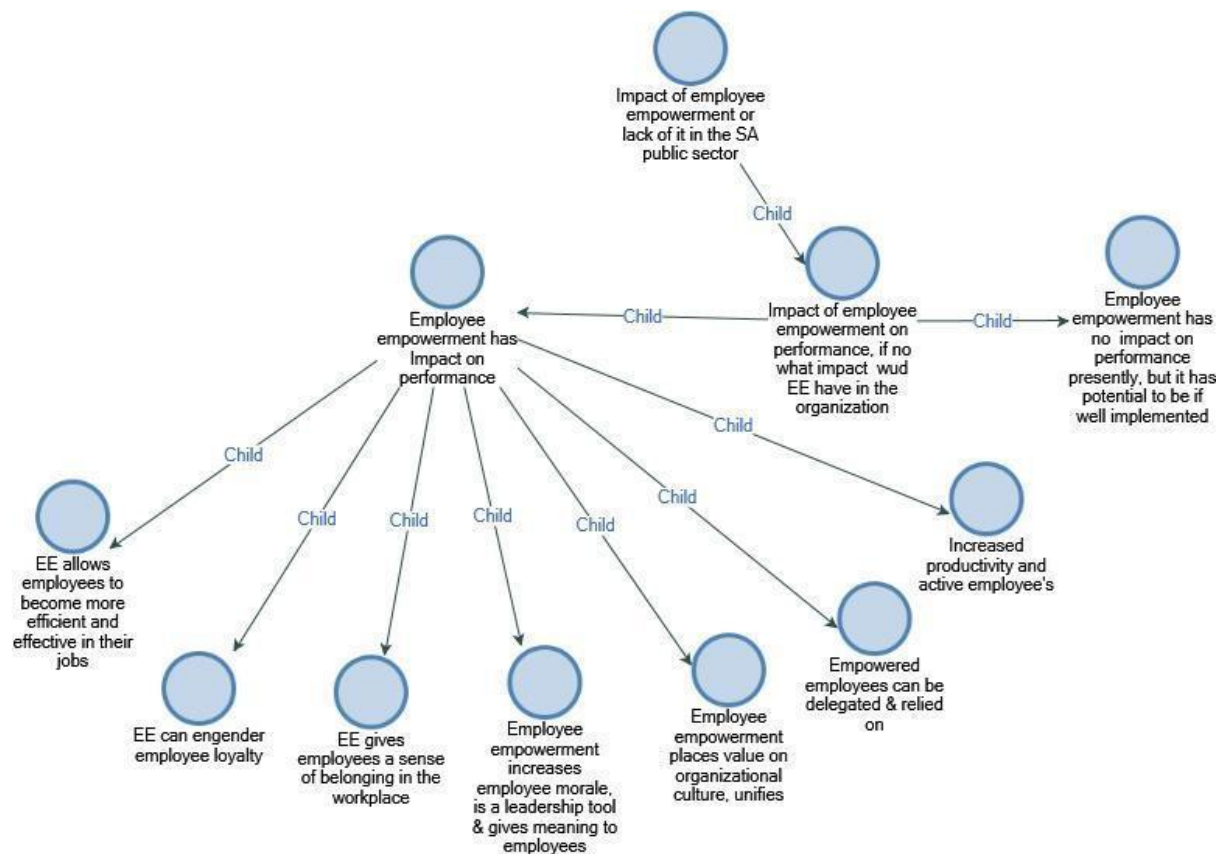 Impact of employee
empowerment or
lack of it in the SA
public sector
Child
Employee
empowerment has
Impact on
performance
Child
Impact of employee
empowerment on
performance, if no
what impact wud
EE have in the
organization
Child
Employee
empowerment has
no impact on
performance
presently, but it has
potential to be if
well implemented
Child
Child
Child
Child
Child
Child
Child
EE allows
employees to
become more
efficient and
effective in their
jobs
EE can engender
employee loyalty
EE gives
employees a sense
of belonging in the
workplace
Employee
empowerment
increases
employee morale,
is a leadership tool
& gives meaning to
employees
Employee
empowerment
places value on
organizational
culture, unifies
Empowered
employees can be
delegated & relied
on
Increased
productivity and
active employee's